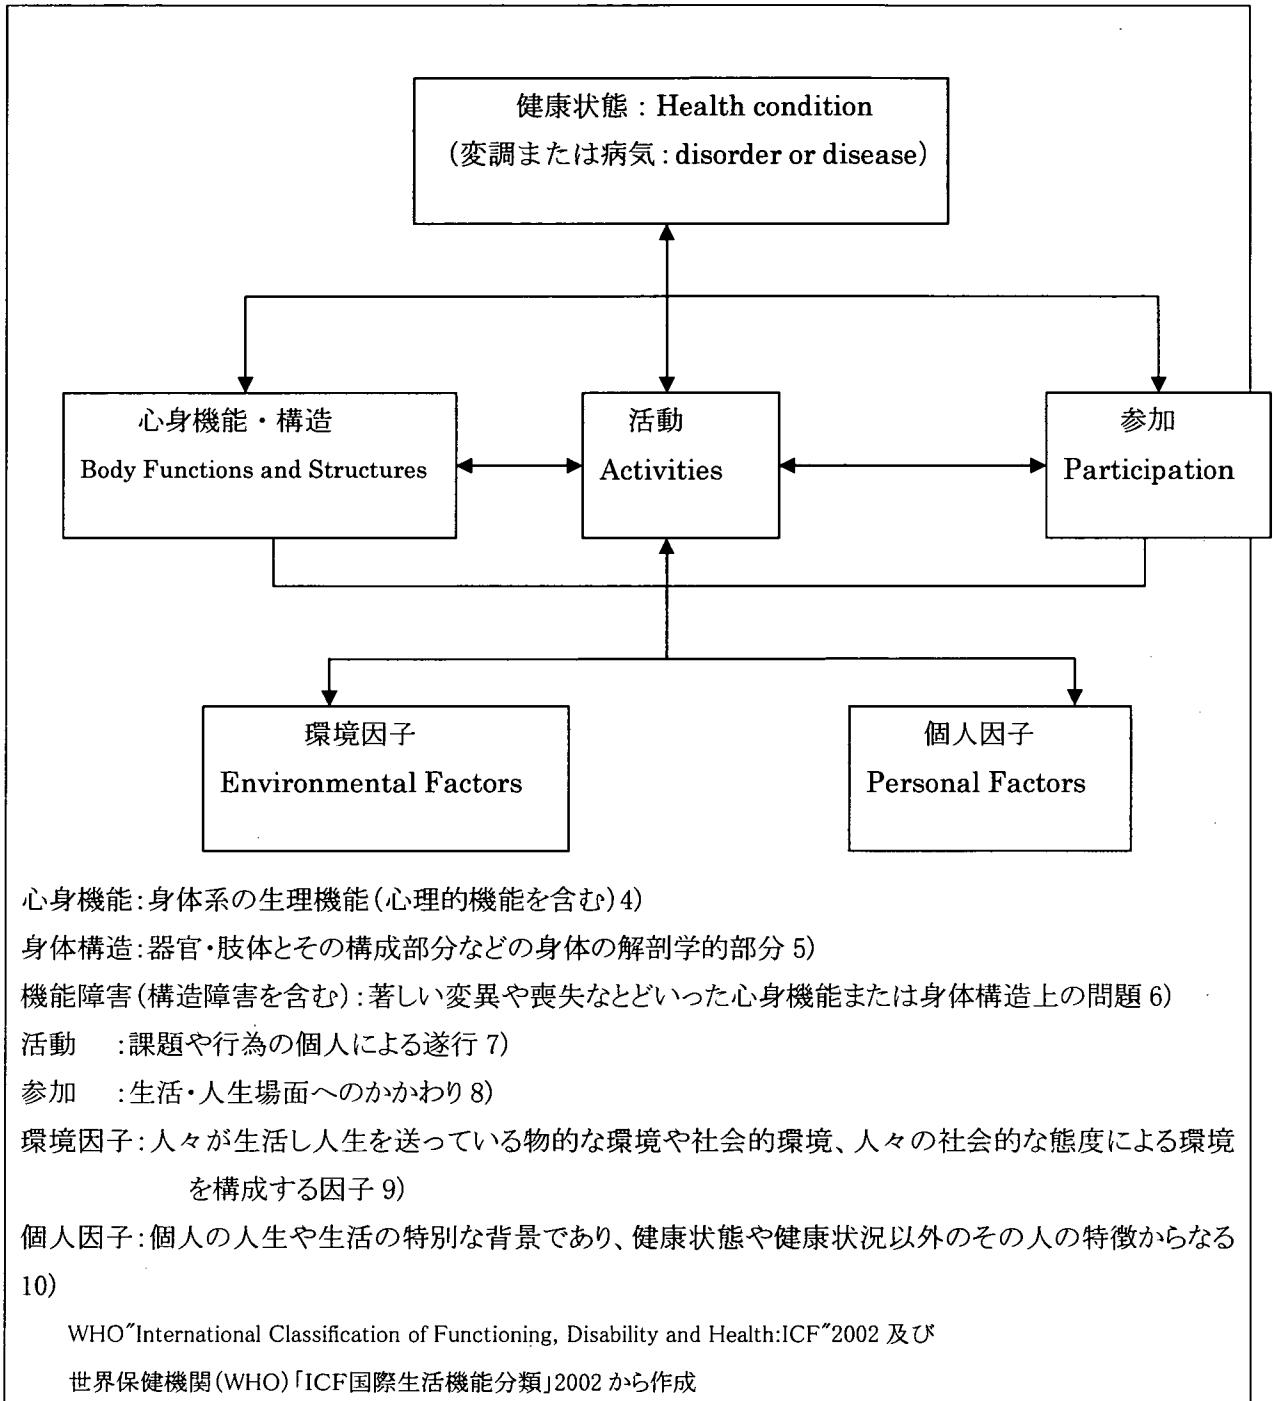 健康状態：Health condition
（変調または病気：disorder or disease）
心身機能・構造
Body Functions and Structures
活動
Activities
参加
Participation
環境因子
Environmental Factors
個人因子
Personal Factors
心身機能：身体系の生理機能（心理的機能を含む）4)
身体構造：器官・肢体とその構成部分などの身体の解剖学的部分 5)
機能障害（構造障害を含む）：著しい変異や喪失なとどいった心身機能または身体構造上の問題 6)
活動　：課題や行為の個人による遂行 7)
参加　：生活・人生場面へのかかわり 8)
環境因子：人々が生活し人生を送っている物的な環境や社会的環境、人々の社会的な態度による環境
を構成する因子 9)
個人因子：個人の人生や生活の特別な背景であり、健康状態や健康状況以外のその人の特徴からなる
10)
WHO"International Classification of Functioning, Disability and Health:ICF"2002 及び
世界保健機関（WHO）「ICF国際生活機能分類」2002 から作成